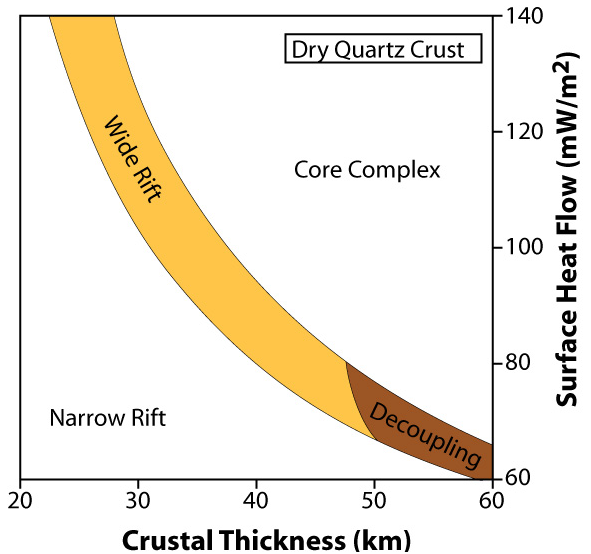 140
Dry Quartz Crust
120
Wide Rift
Core Complex
100
Surface Heat Flow (mW/m²)
80
Narrow Rift
Decoupling
60
20 30 40 50 60
Crustal Thickness (km)